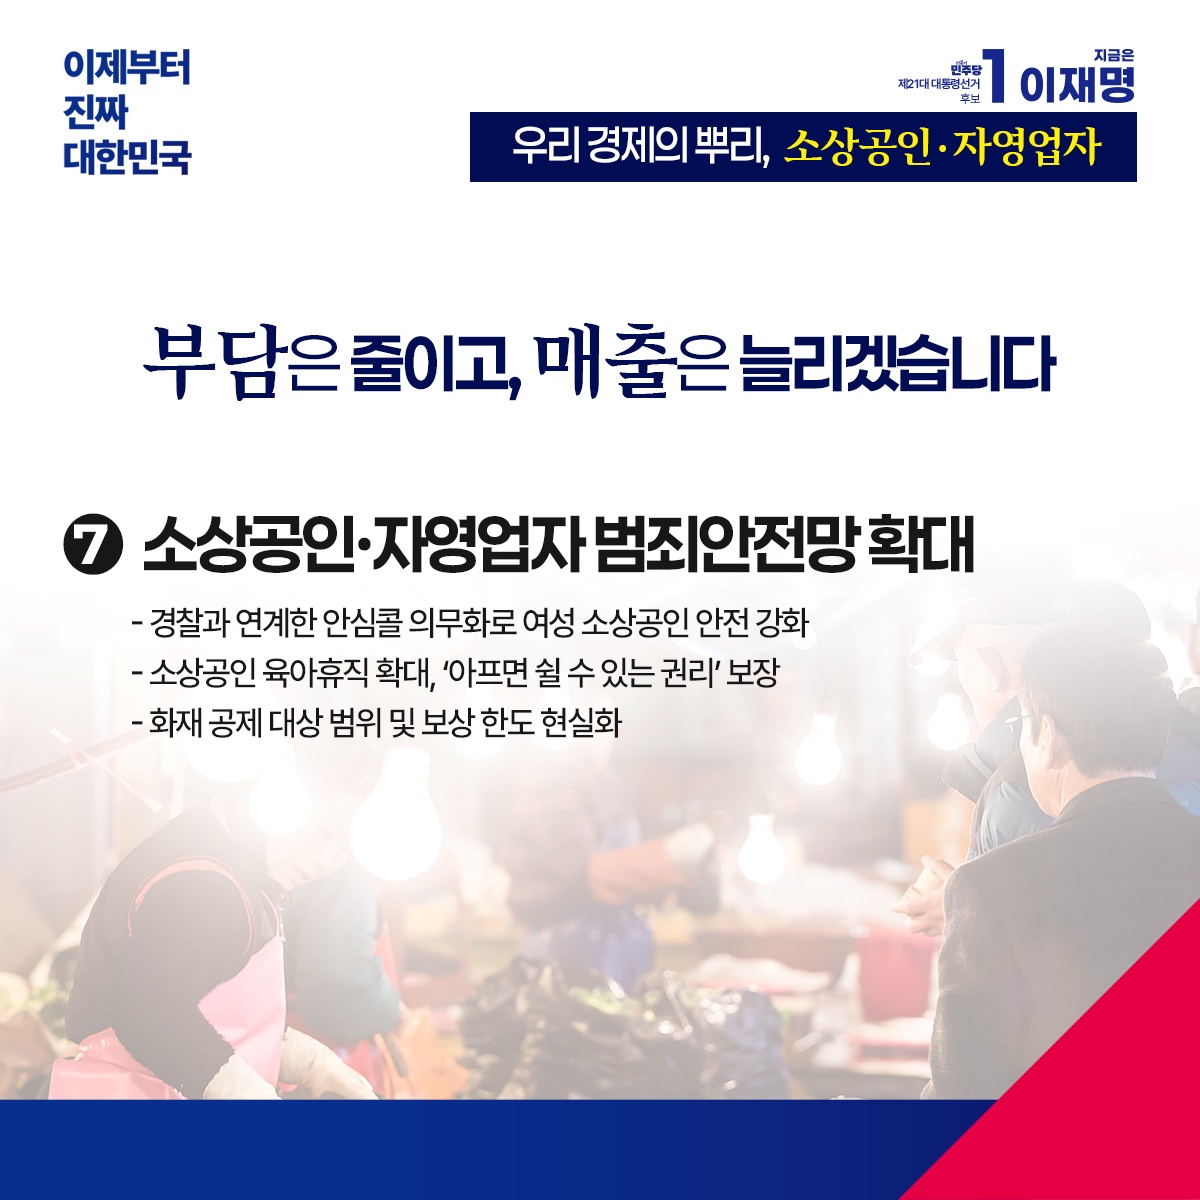 이제부터
진짜
대한민국
더불어
민주당
제21대 대통령선거
후보
1
지금은
이재명
우리 경제의 뿌리, 소상공인·자영업자
부담은 줄이고, 매출은 늘리겠습니다
7 소상공인·자영업자 범죄안전망 확대
- 경찰과 연계한 안심콜 의무화로 여성 소상공인 안전 강화
- 소상공인 육아휴직 확대, ‘아프면 쉴 수 있는 권리’ 보장
- 화재 공제 대상 범위 및 보상 한도 현실화